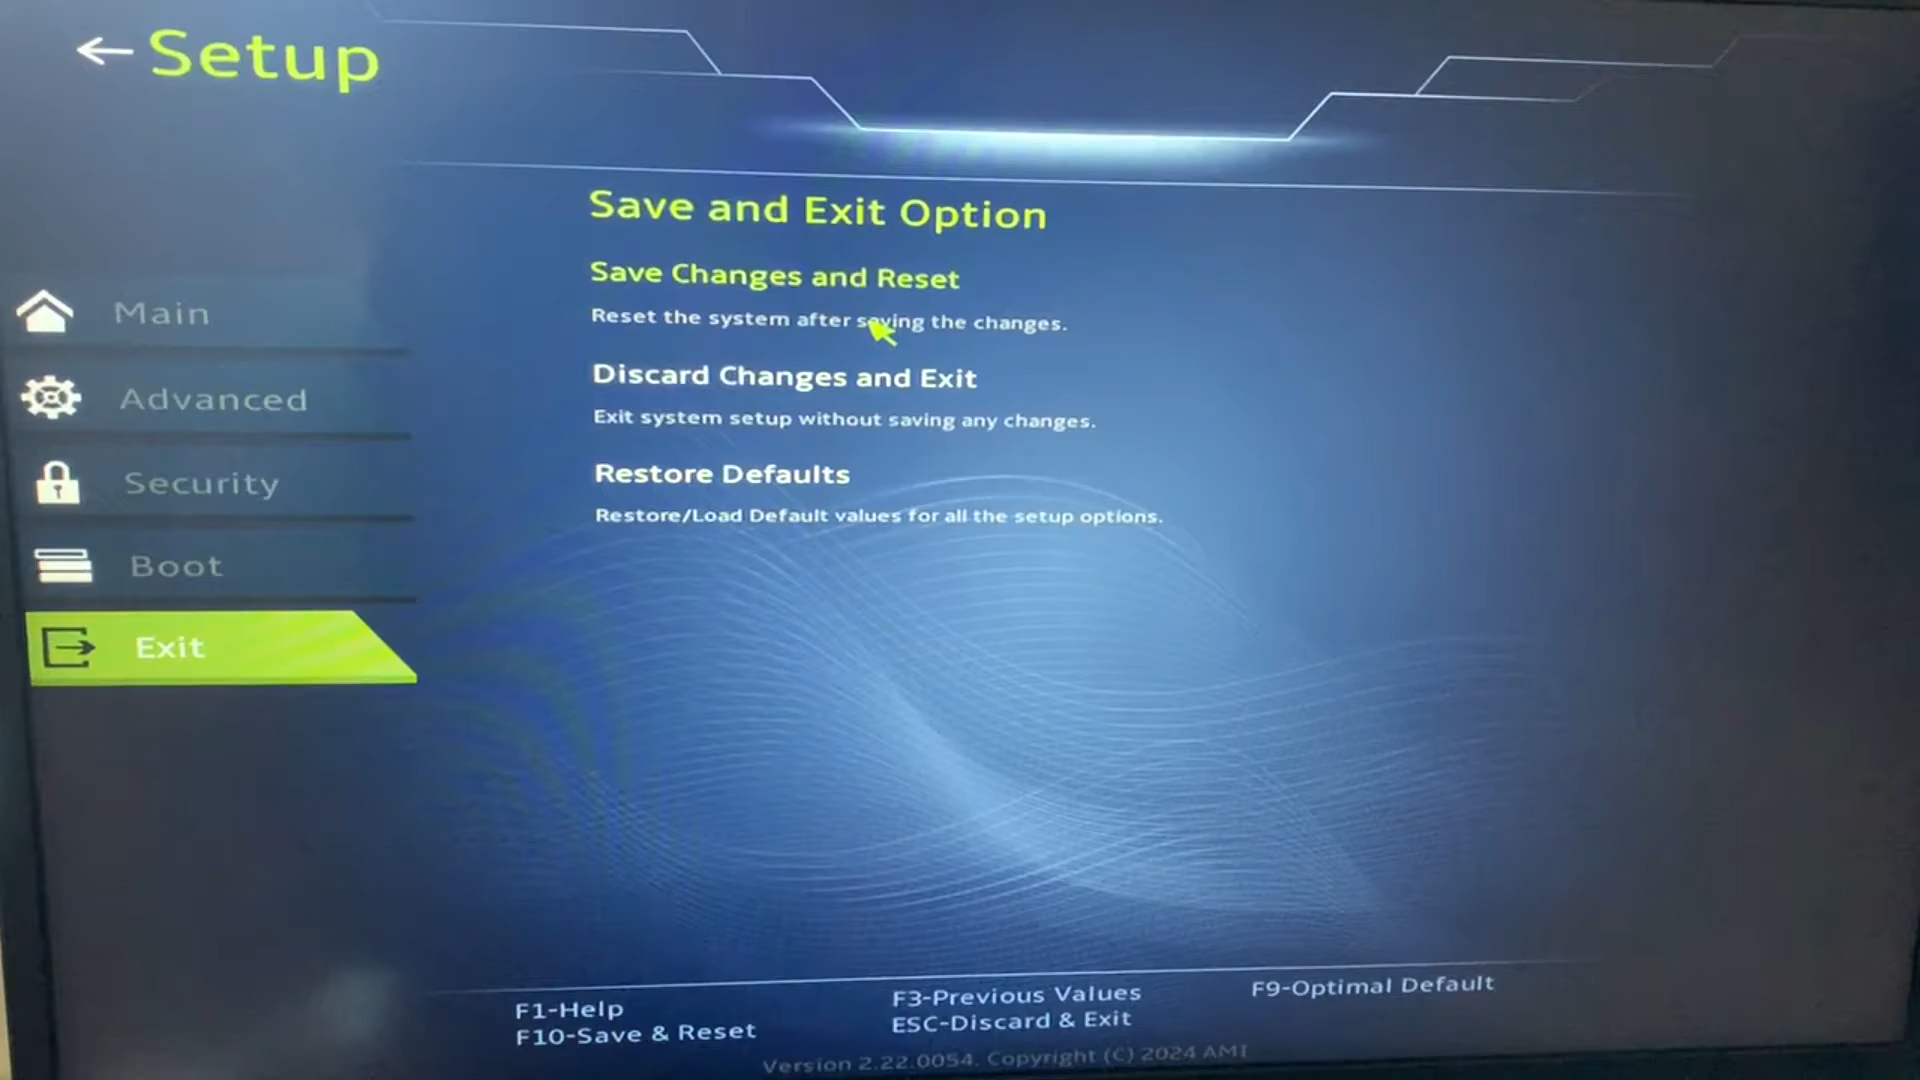 Setup
Save and Exit Option
Save Changes and Reset
Reset the system after saving the changes.
Discard Changes and Exit
Exit system setup without saving any changes.
Restore Defaults
Restore/Load Default values for all the setup options.
Main
Advanced
Security
Boot
Exit
F1-Help
F3-Previous Values
F9-Optimal Default
F10-Save & Reset
ESC-Discard & Exit
Version 2.22.0054. Copyright (C) 2024 AMI